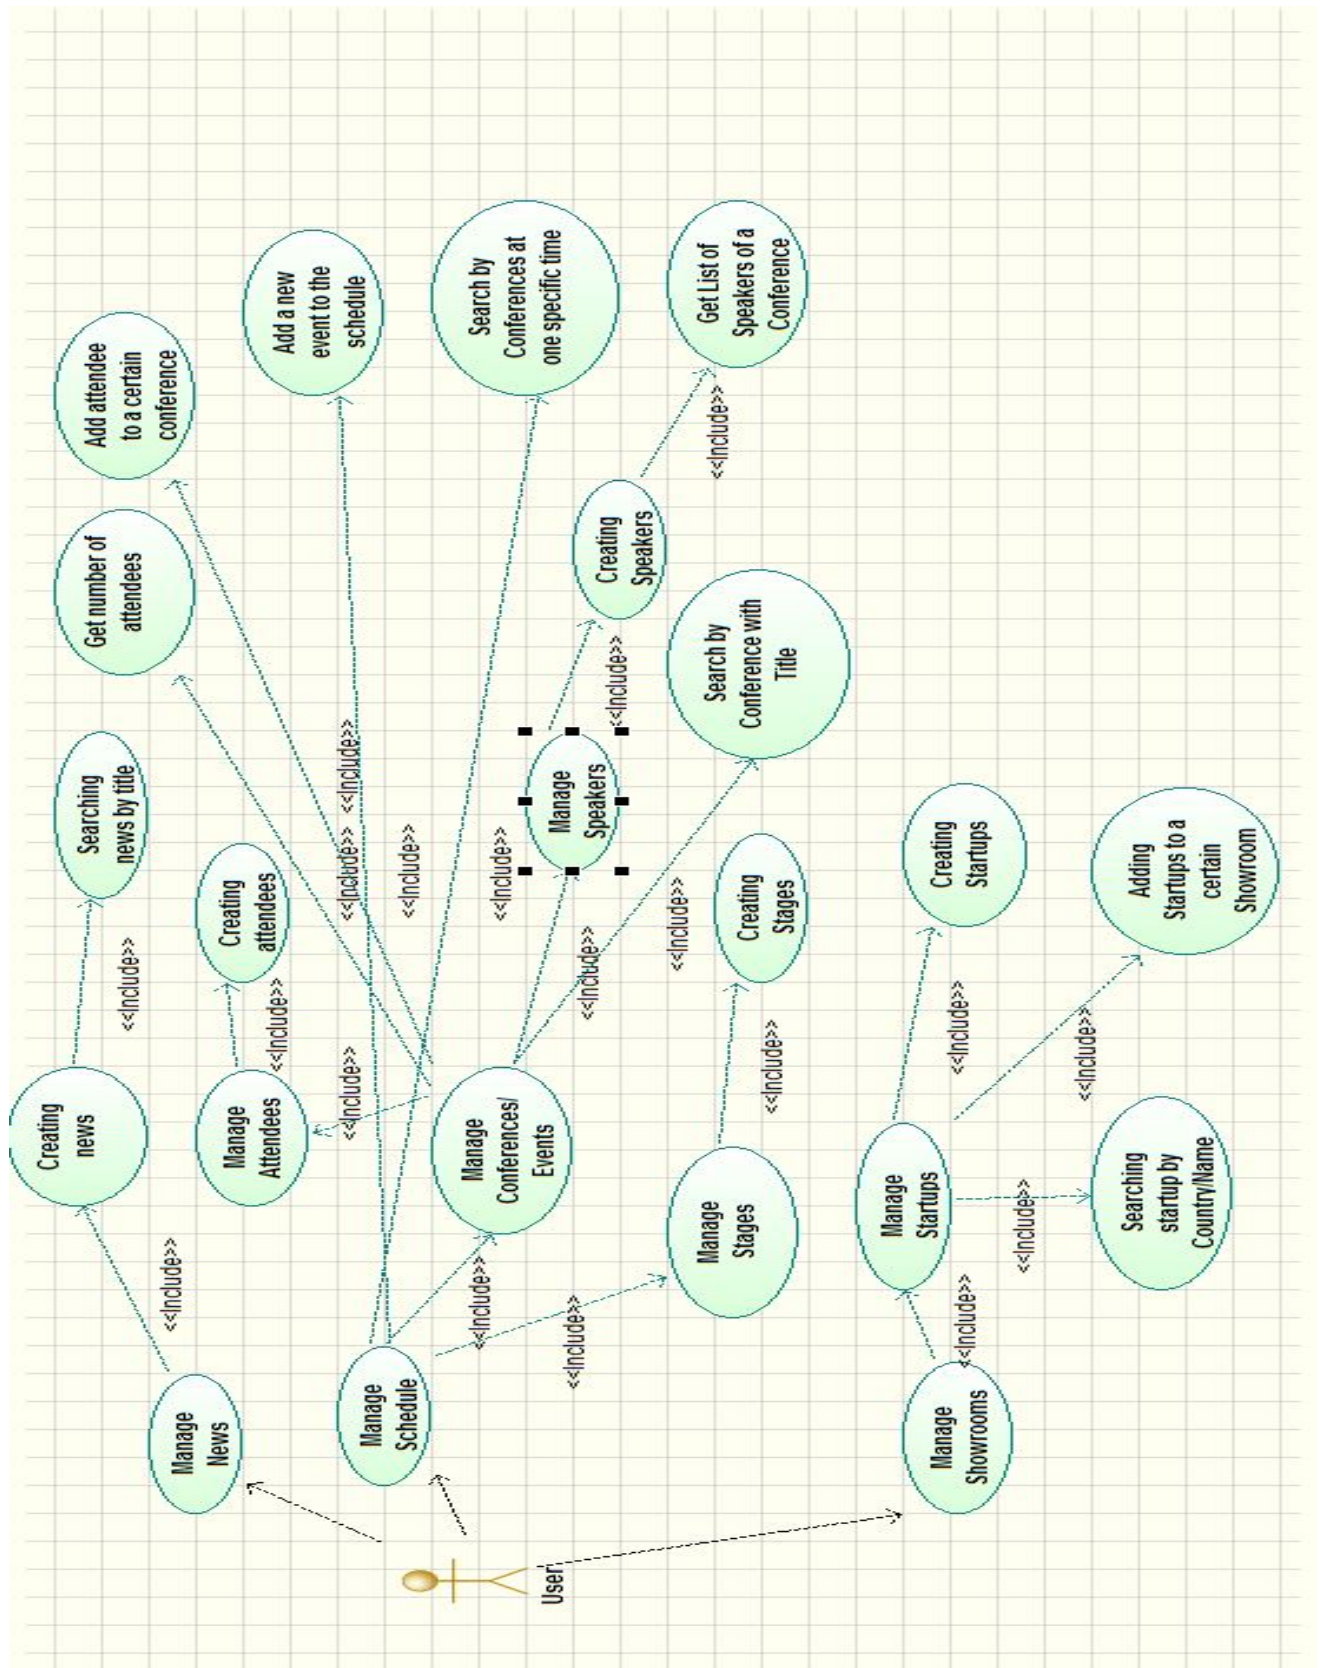 Creating
news
Searching
news by title
Get number of
attendees
Add attendee
to a certain
conference
<<Include>>
<<Include>>
Manage
News
Manage
Attendees
<<Include>>
Creating
attendees
Add a new
event to the
schedule
<<Include>>
<<Include>>
<<Include>>
Manage
Schedule
<<Include>>
User
<<Include>>
Manage
Conferences/
Events
<<Include>>
Search by
Conferences at
one specific time
<<Include>>
<<Include>>
Manage
Speakers
<<Include>>
Creating
Speakers
<<Include>>
Get List of
Speakers of a
Conference
<<Include>>
Manage
Stages
<<Include>>
Creating
Stages
Search by
Conference with
Title
Manage
Showrooms
<<Include>>
Manage
Startups
<<Include>>
Creating
Startups
<<Include>>
<<Include>>
Searching
startup by
Country/Name
Adding
Startups to a
certain
Showroom